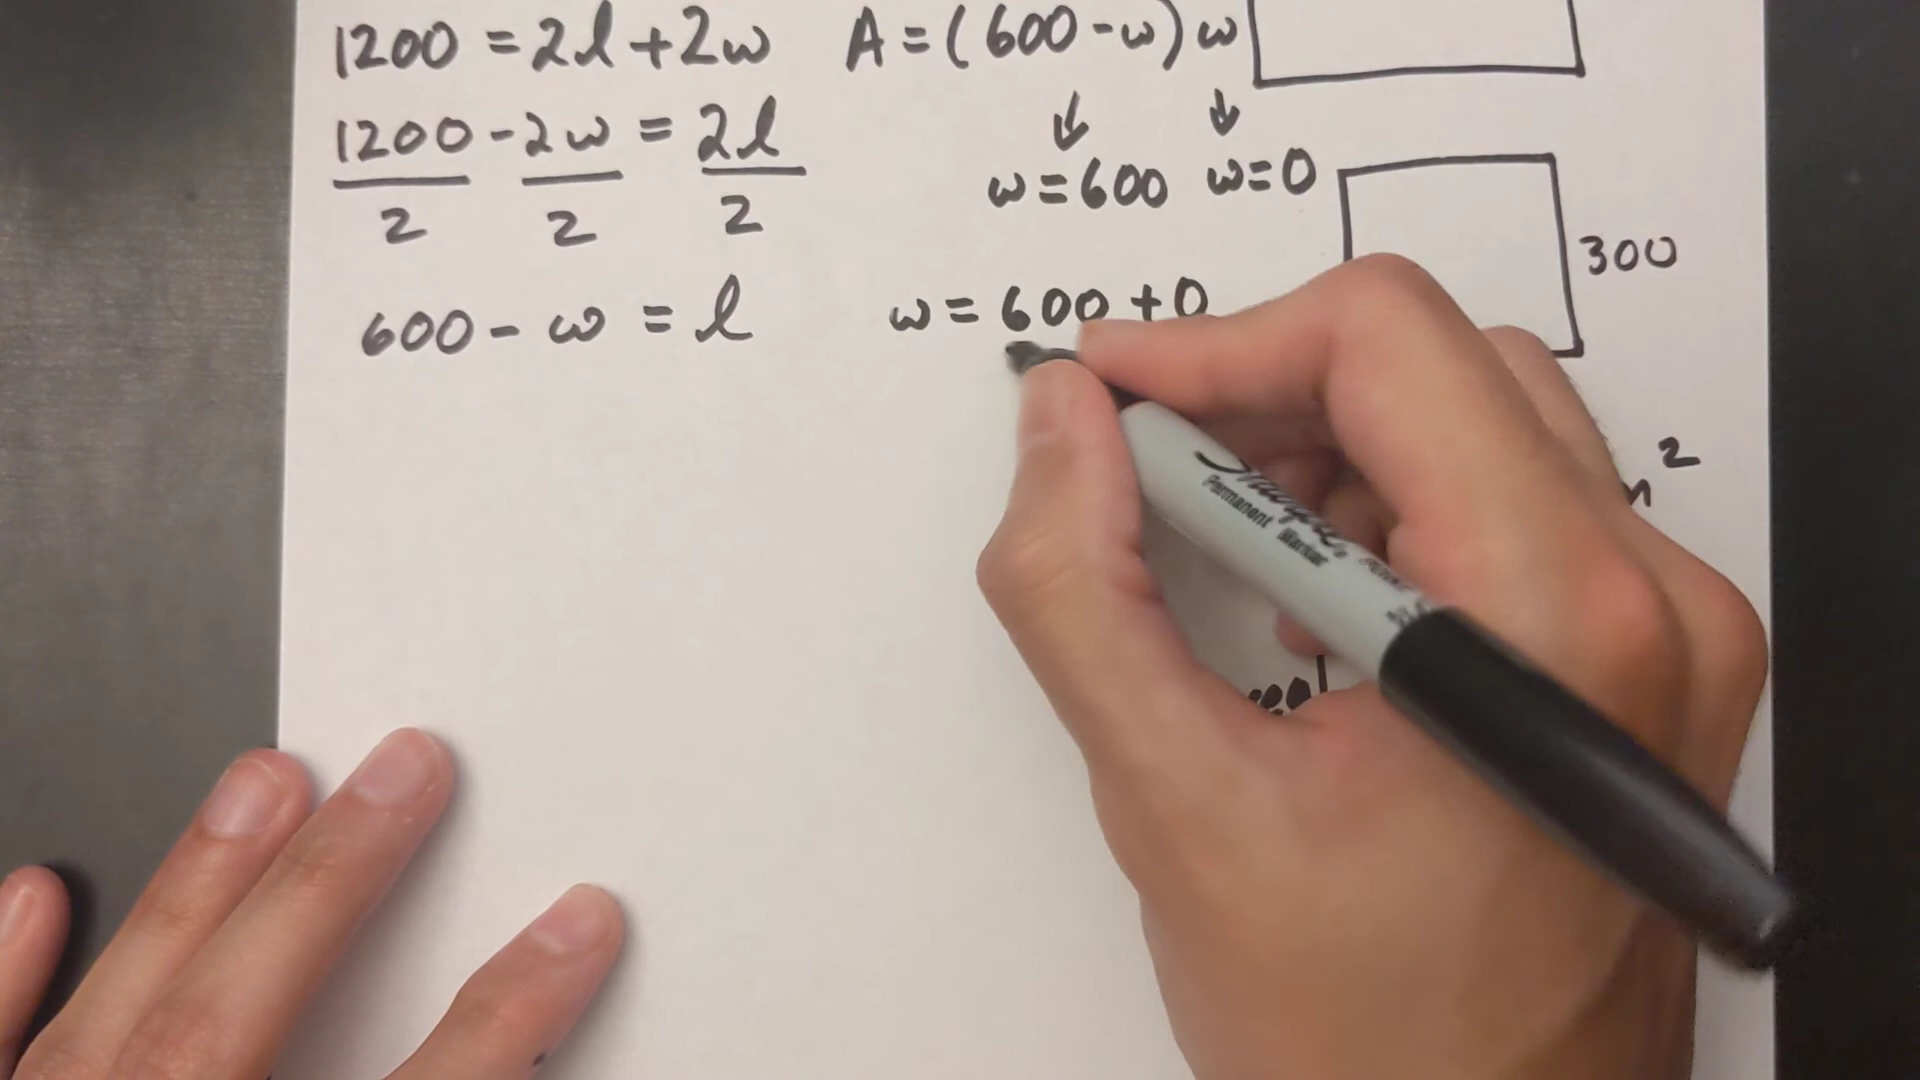 1200 = 2l + 2w
1200 - 2w = 2l
2 2 2
600 - w = l
A = (600 - w) w
w = 600 w = 0
w = 600 + 0
300
2
Sharpie
Permanent Marker